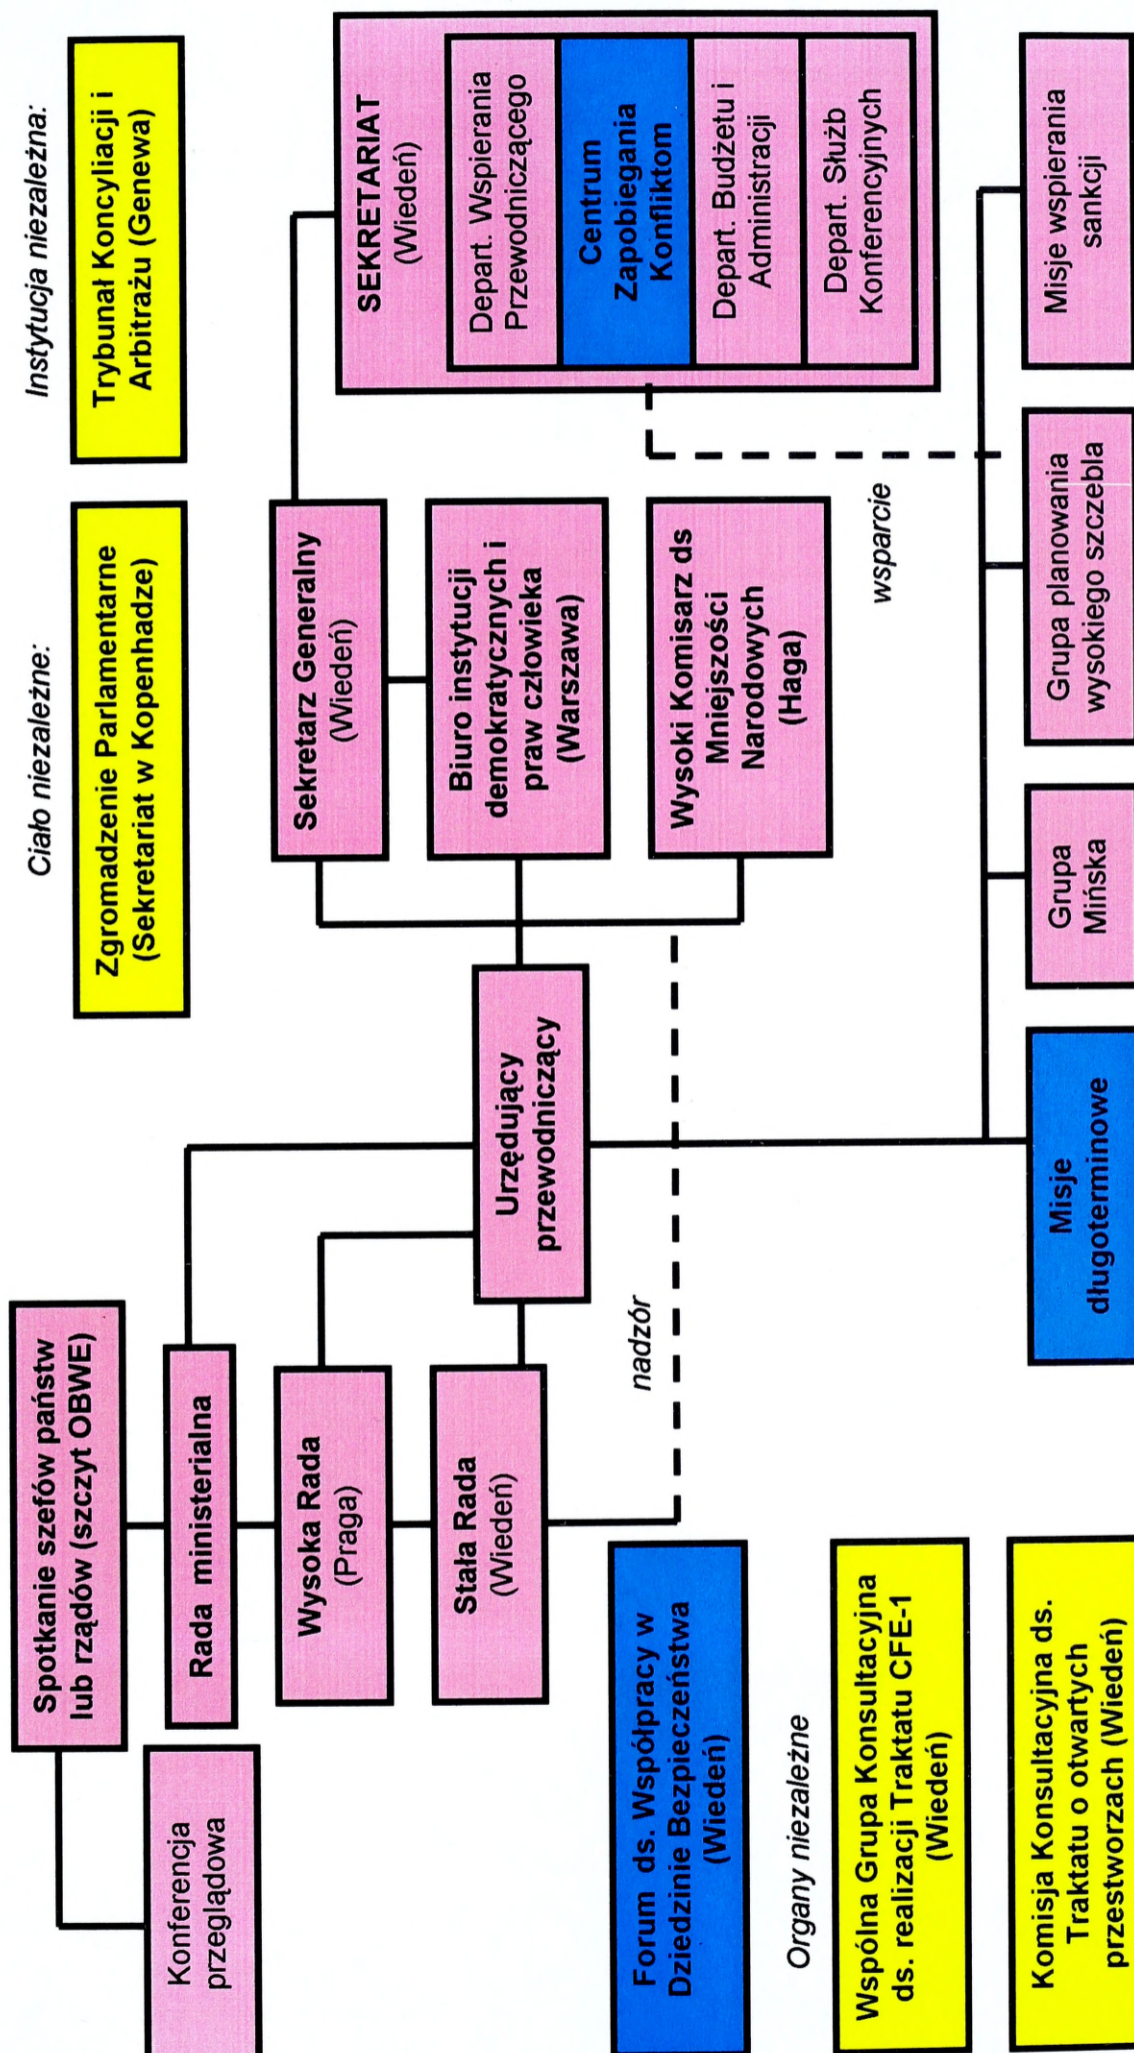 Spotkanie szefów państw
lub rządów (szczyt OBWE)
Konferencja
przeglądowa
Rada ministerialna
Wysoka Rada
(Praga)
Stała Rada
(Wiedeń)
Urzędujący
przewodniczący
nadzór
Ciało niezależne:
Zgromadzenie Parlamentarne
(Sekretariat w Kopenhadze)
Instytucja niezależna:
Trybunał Koncyliacji i
Arbitrażu (Genewa)
Sekretarz Generalny
(Wiedeń)
Biuro instytucji
demokratycznych i
praw człowieka
(Warszawa)
Wysoki Komisarz ds
Mniejszości
Narodowych
(Haga)
SEKRETARIAT
(Wiedeń)
Depart. Wspierania
Przewodniczącego
Centrum
Zapobiegania
Konfliktom
Depart. Budżetu i
Administracji
Depart. Służb
Konferencyjnych
wsparcie
Forum ds. Współpracy w
Dziedzinie Bezpieczeństwa
(Wiedeń)
Organy niezależne
Wspólna Grupa Konsultacyjna
ds. realizacji Traktatu CFE-1
(Wiedeń)
Komisja Konsultacyjna ds.
Traktatu o otwartych
przestworzach (Wiedeń)
Misje
długoterminowe
Grupa
Mińska
Grupa planowania
wysokiego szczebla
Misje wspierania
sankcji